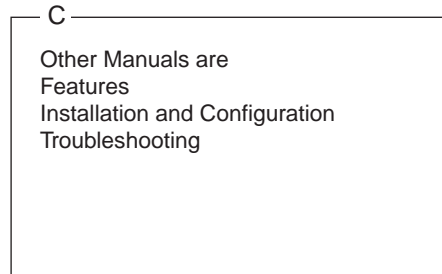 C
Other Manuals are
Features
Installation and Configuration
Troubleshooting